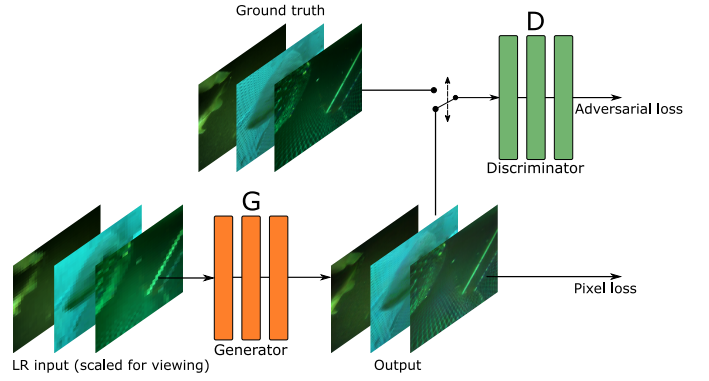 Ground truth
D
Adversarial loss
Discriminator
G
Pixel loss
Generator
LR input (scaled for viewing)
Output